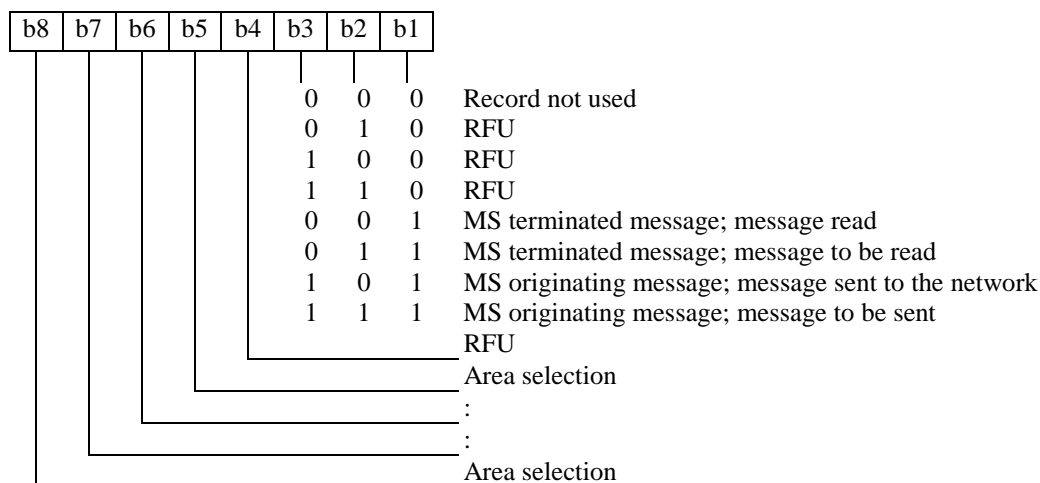 b8 b7 b6 b5 b4 b3 b2 b1
0 0 0 Record not used
0 1 0 RFU
1 0 0 RFU
1 1 0 RFU
0 0 1 MS terminated message; message read
0 1 1 MS terminated message; message to be read
1 0 1 MS originating message; message sent to the network
1 1 1 MS originating message; message to be sent
RFU
Area selection
:
:
Area selection